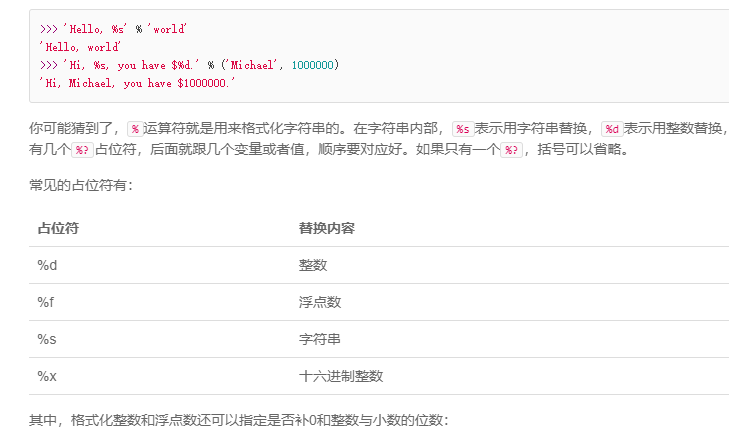 >>> 'Hello, %s' % 'world'
'Hello, world'
>>> 'Hi, %s, you have $%d.' % ('Michael', 1000000)
'Hi, Michael, you have $1000000.'
你可能猜到了，%运算符就是用来格式化字符串的。在字符串内部，%s表示用字符串替换，%d表示用整数替换，
有几个%?占位符，后面就跟几个变量或者值，顺序要对应好。如果只有一个%?，括号可以省略。
常见的占位符有：
占位符 替换内容
%d 整数
%f 浮点数
%s 字符串
%x 十六进制整数
其中，格式化整数和浮点数还可以指定是否补0和整数与小数的位数：